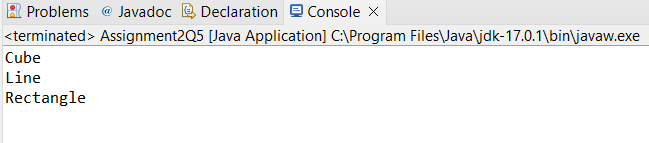 Problems @ Javadoc Declaration Console
<terminated> Assignment2Q5 [Java Application] C:\Program Files\Java\jdk-17.0.1\bin\javaw.exe
Cube
Line
Rectangle